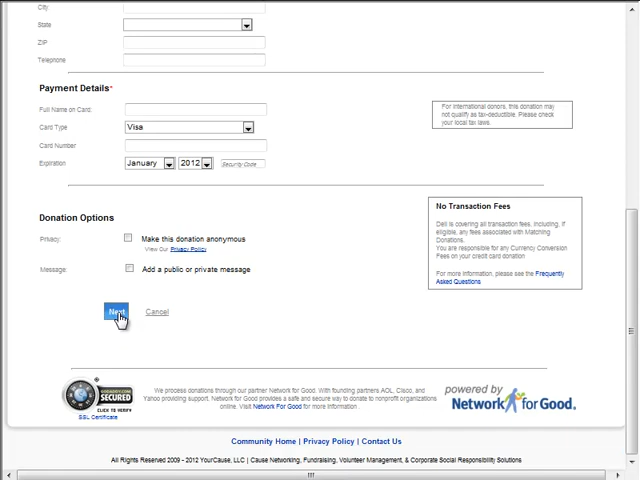 City
State
ZIP
Telephone
Payment Details*
Full Name on Card:
Card Type
Visa
Card Number
Expiration
January
2012
Security Code
For international donors, this donation may
not qualify as tax-deductible. Please check
your local tax laws.
Donation Options
Privacy:
Make this donation anonymous
View Our Privacy Policy
Message:
Add a public or private message
No Transaction Fees
Dell is covering all transaction fees, including, if
eligible, any fees associated with Matching
Donations.
You are responsible for any Currency Conversion
Fees on your credit card donation
For more information, please see the Frequently
Asked Questions
Next
Cancel
SECURED
CLICK TO VERIFY
SSL Certificate
We process donations through our partner Network for Good. With founding partners AOL, Cisco, and
Yahoo providing support, Network for Good provides a safe and secure way to donate to nonprofit organizations
online. Visit Network For Good for more information .
powered by
Network for Good.
Community Home | Privacy Policy | Contact Us
All Rights Reserved 2009 - 2012 YourCause, LLC | Cause Networking, Fundraising, Volunteer Management, & Corporate Social Responsibility Solutions